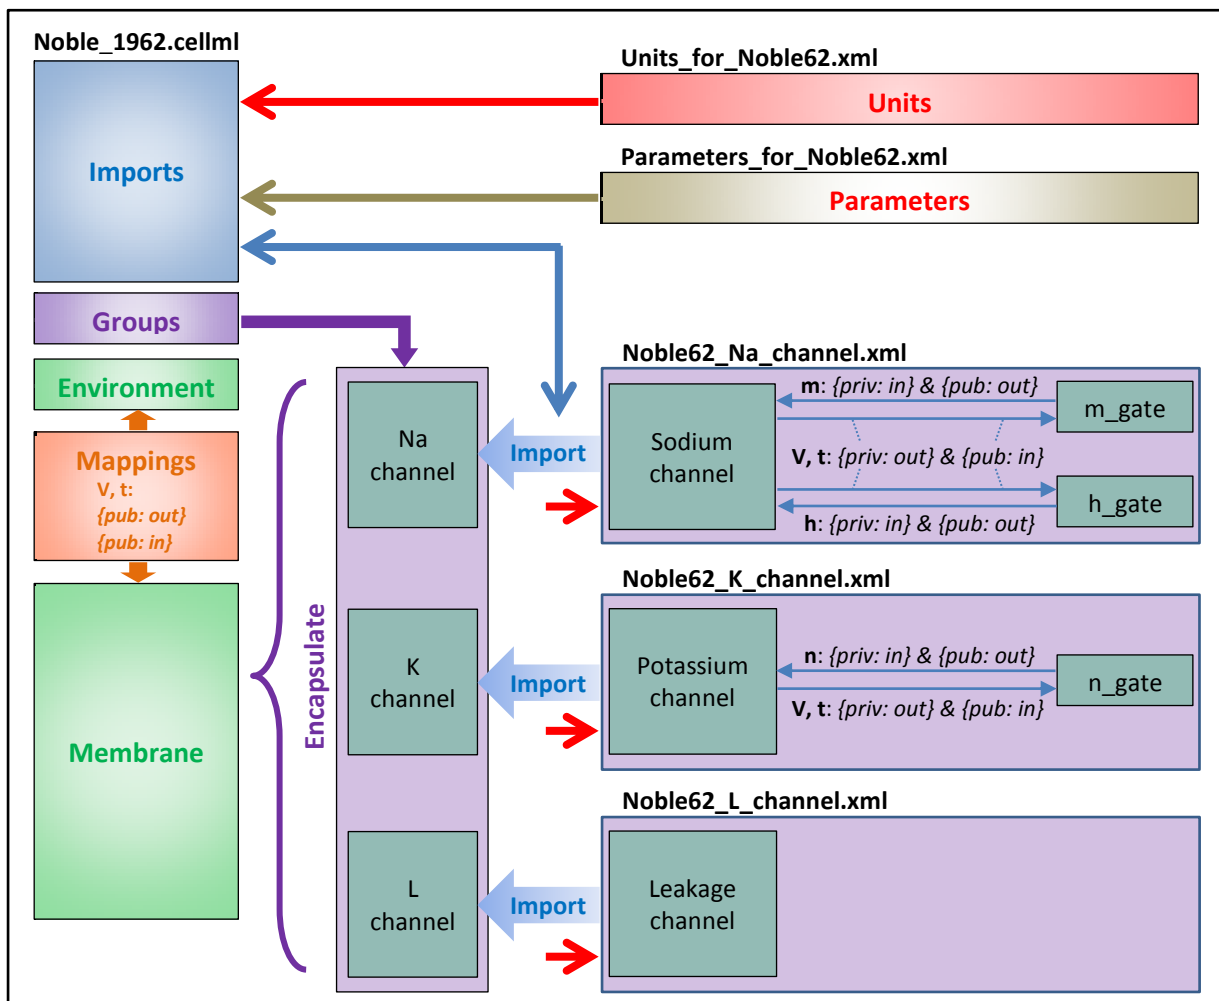 Noble_1962.cellml
Imports
Groups
Environment
Mappings
V, t:
{pub: out}
{pub: in}
Membrane
Encapsulate
Units_for_Noble62.xml
Units
Parameters_for_Noble62.xml
Parameters
Na
channel
Import
Noble62_Na_channel.xml
Sodium
channel
m: {priv: in} & {pub: out}
m_gate
V, t: {priv: out} & {pub: in}
h_gate
h: {priv: in} & {pub: out}
K
channel
Import
Noble62_K_channel.xml
Potassium
channel
n: {priv: in} & {pub: out}
n_gate
V, t: {priv: out} & {pub: in}
L
channel
Import
Noble62_L_channel.xml
Leakage
channel